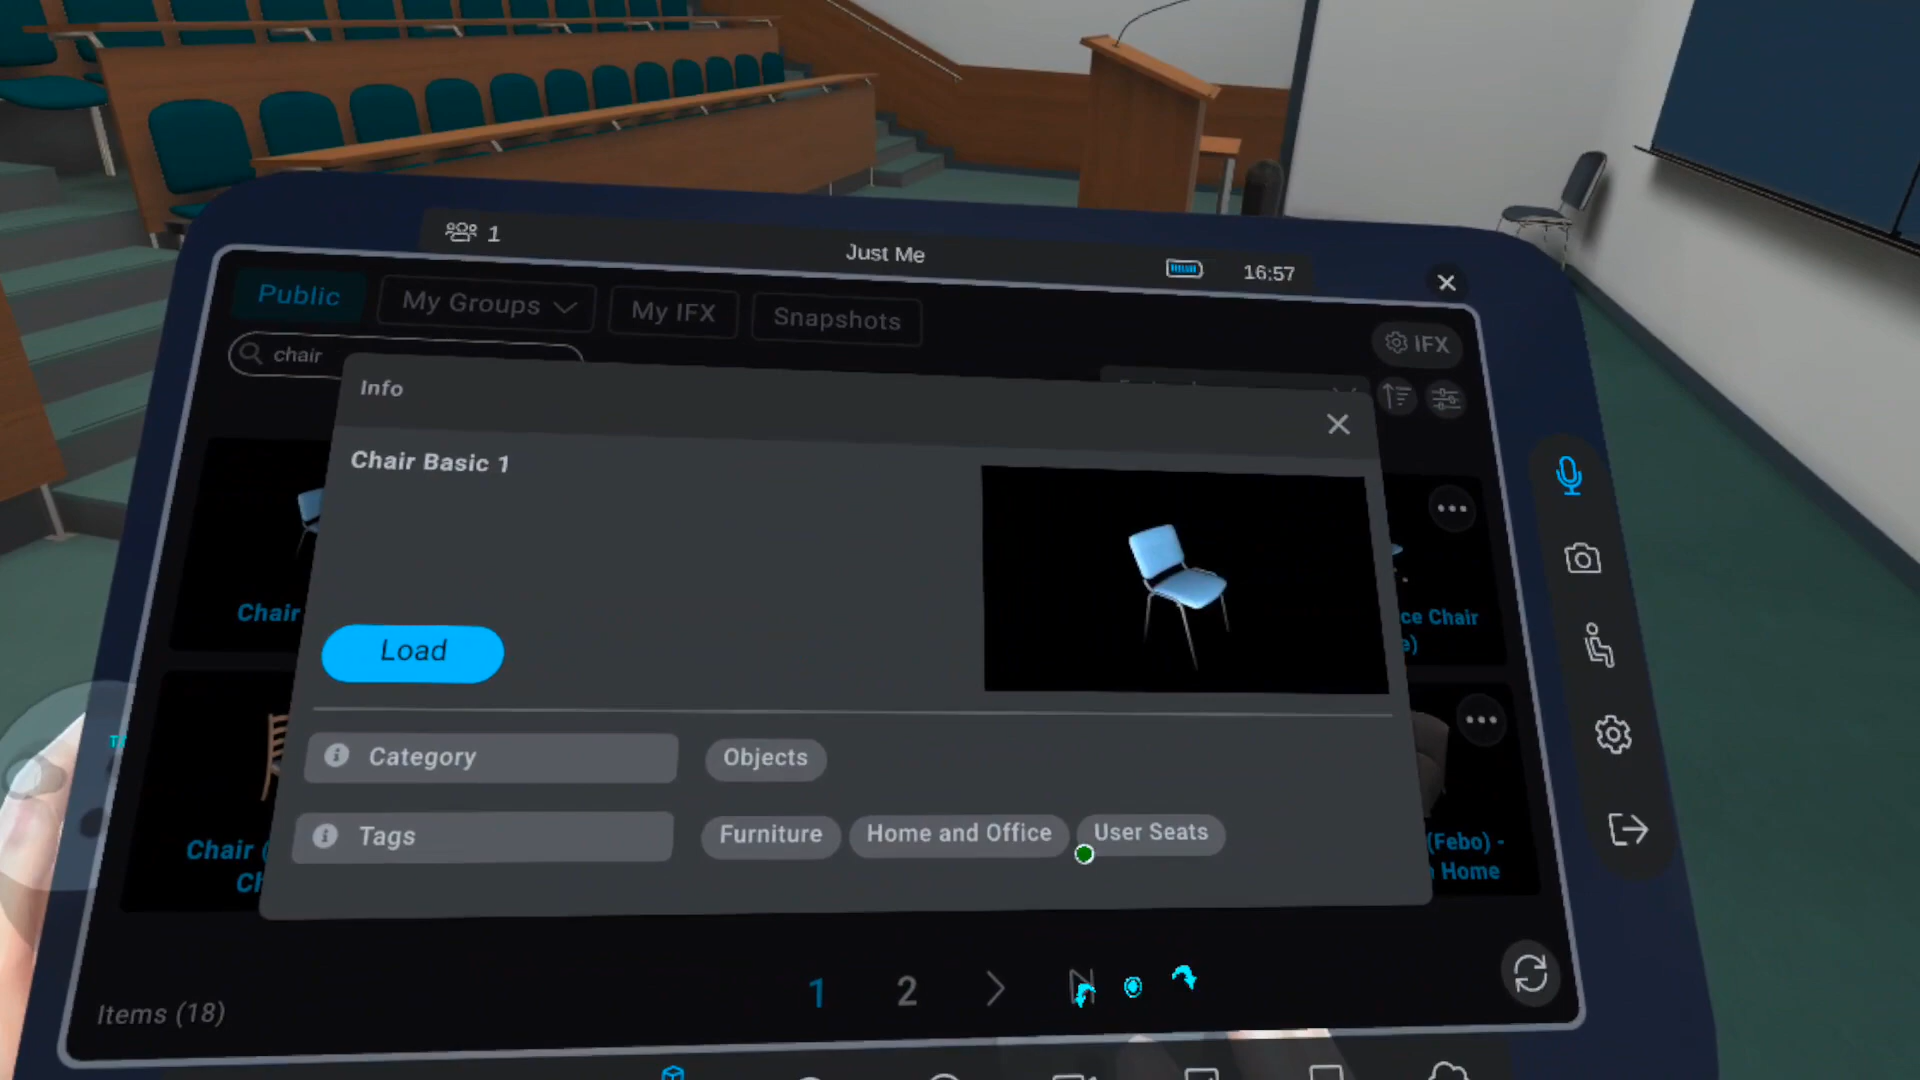 1
Just Me
16:57
Public
My Groups
My IFX
Snapshots
IFX
chair
Info
Chair Basic 1
Load
Chair
ce Chair
e)
Category
Objects
Tags
Furniture
Home and Office
User Seats
Chair (
Ch
(Febo) -
Home
1
2
Items (18)